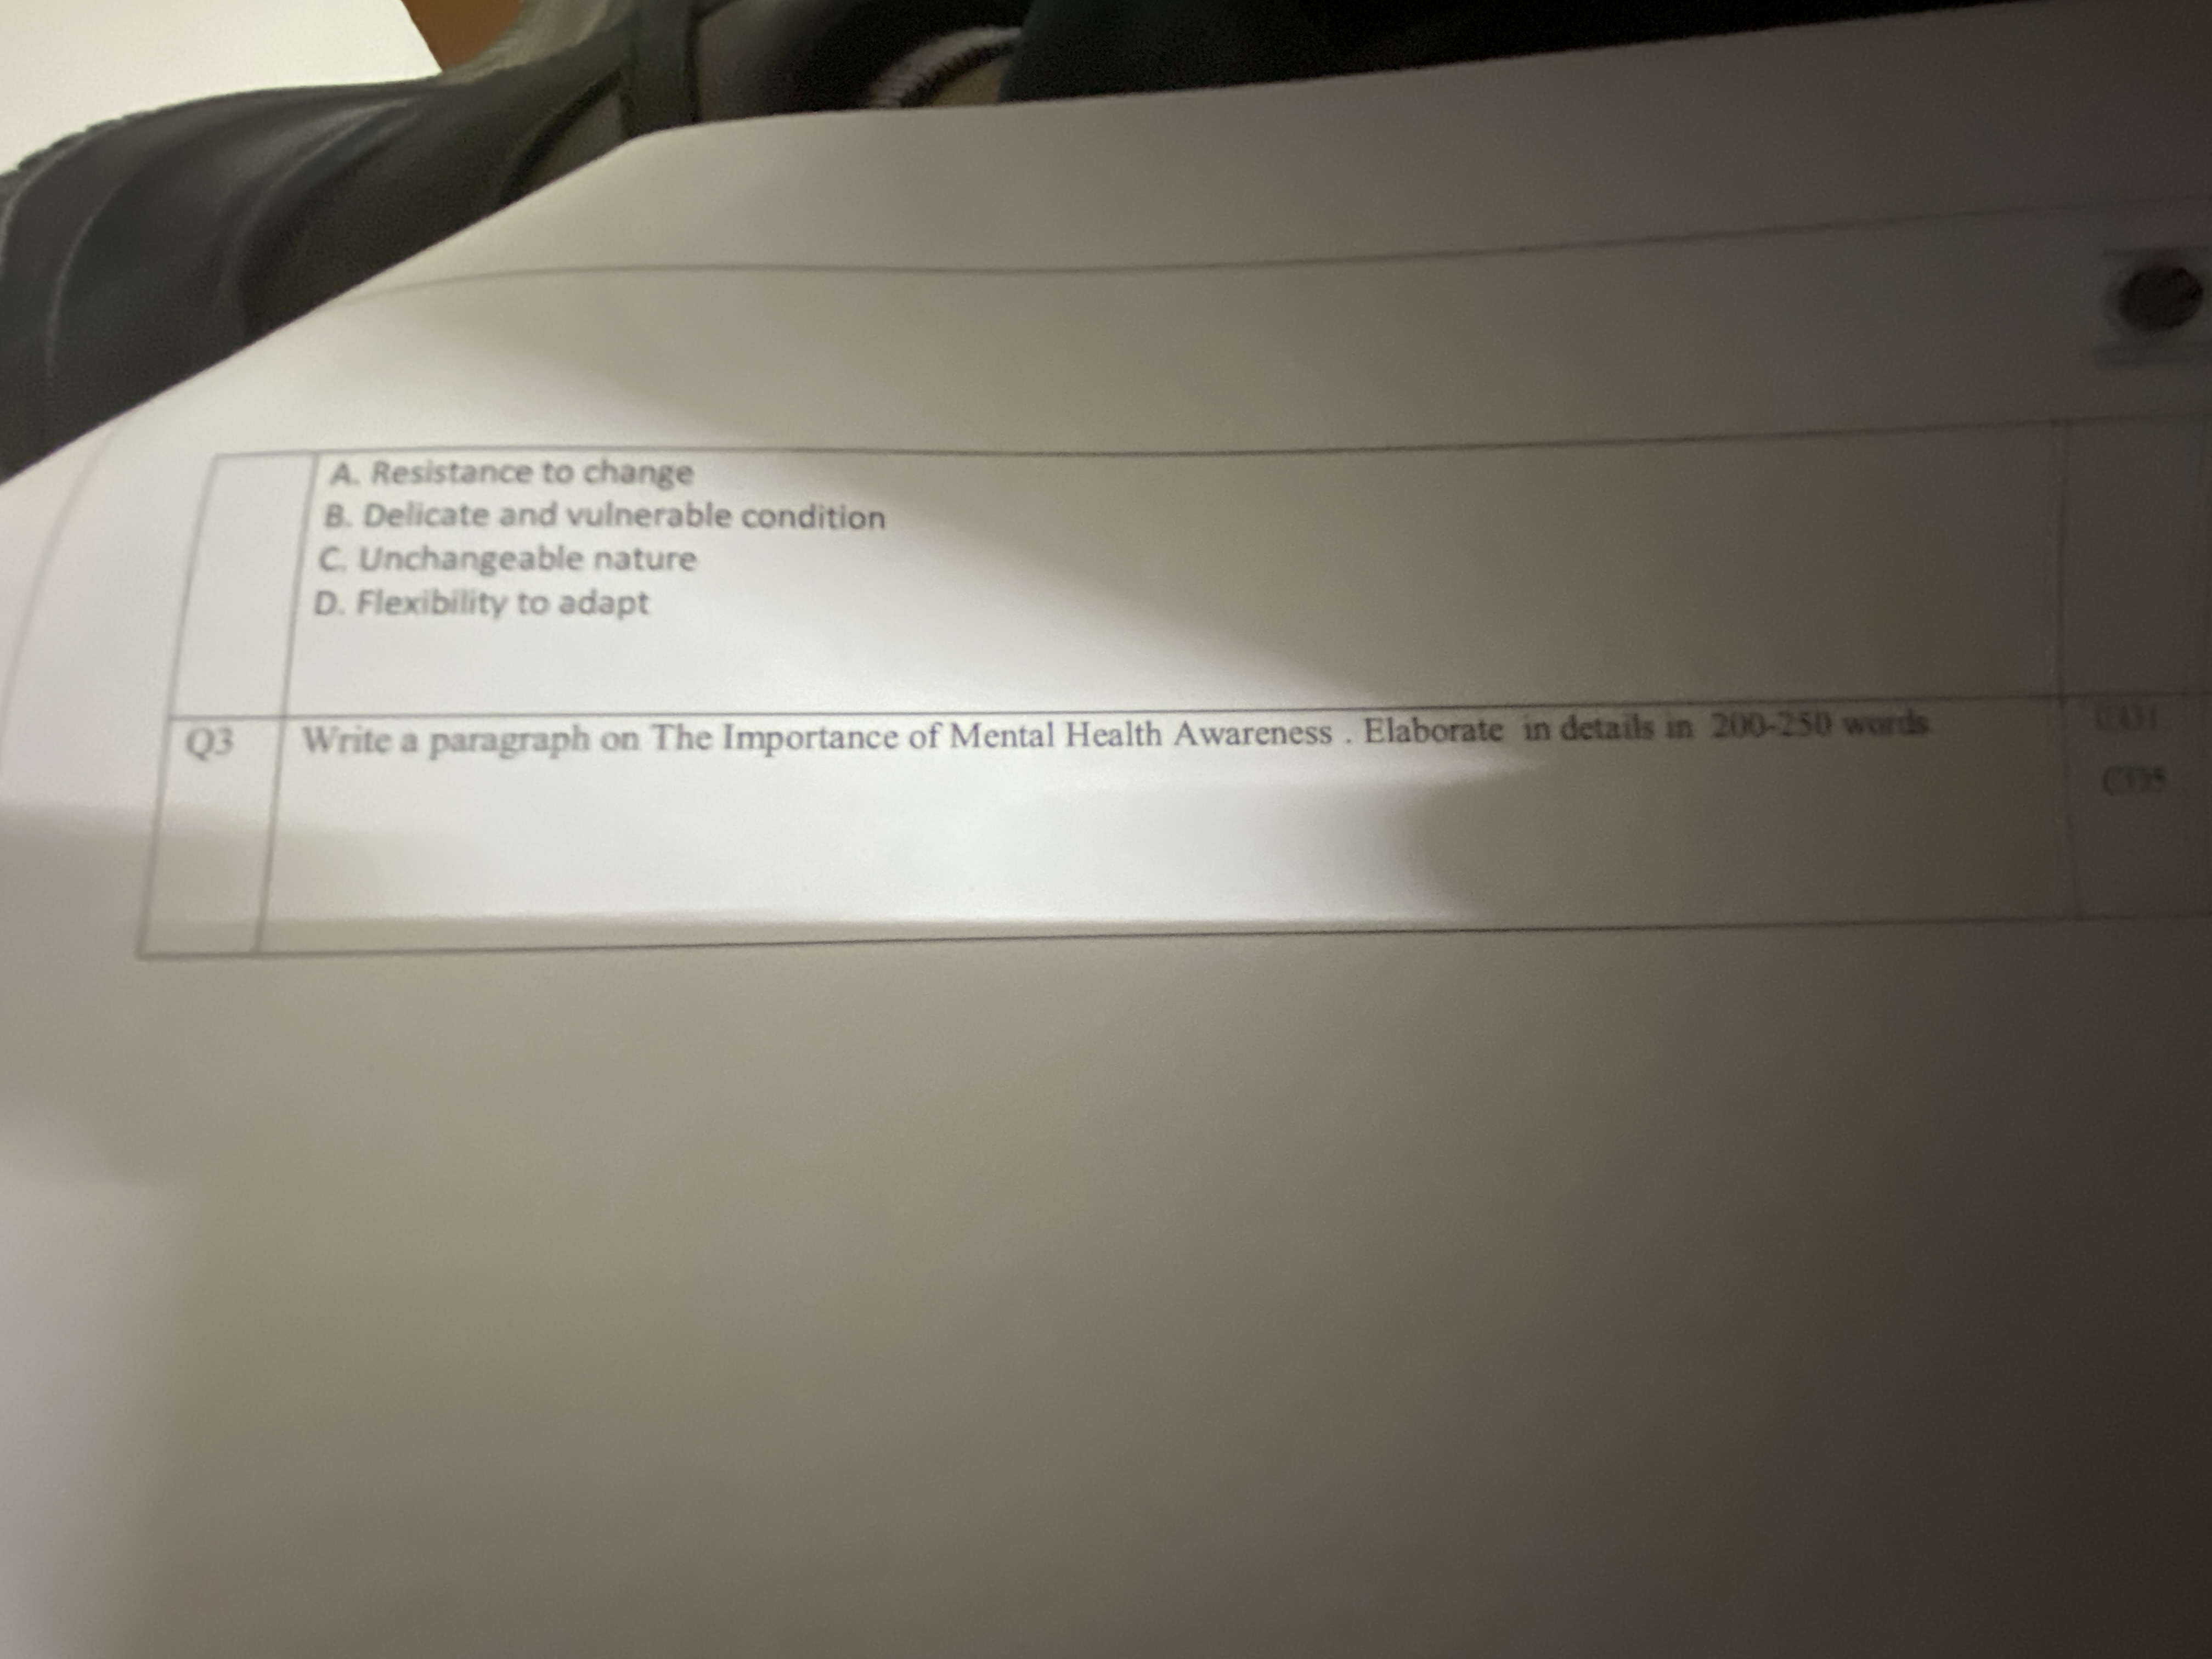 A. Resistance to change
B. Delicate and vulnerable condition
C. Unchangeable nature
D. Flexibility to adapt
Q3 Write a paragraph on The Importance of Mental Health Awareness . Elaborate in details in 200-250 words
CO5